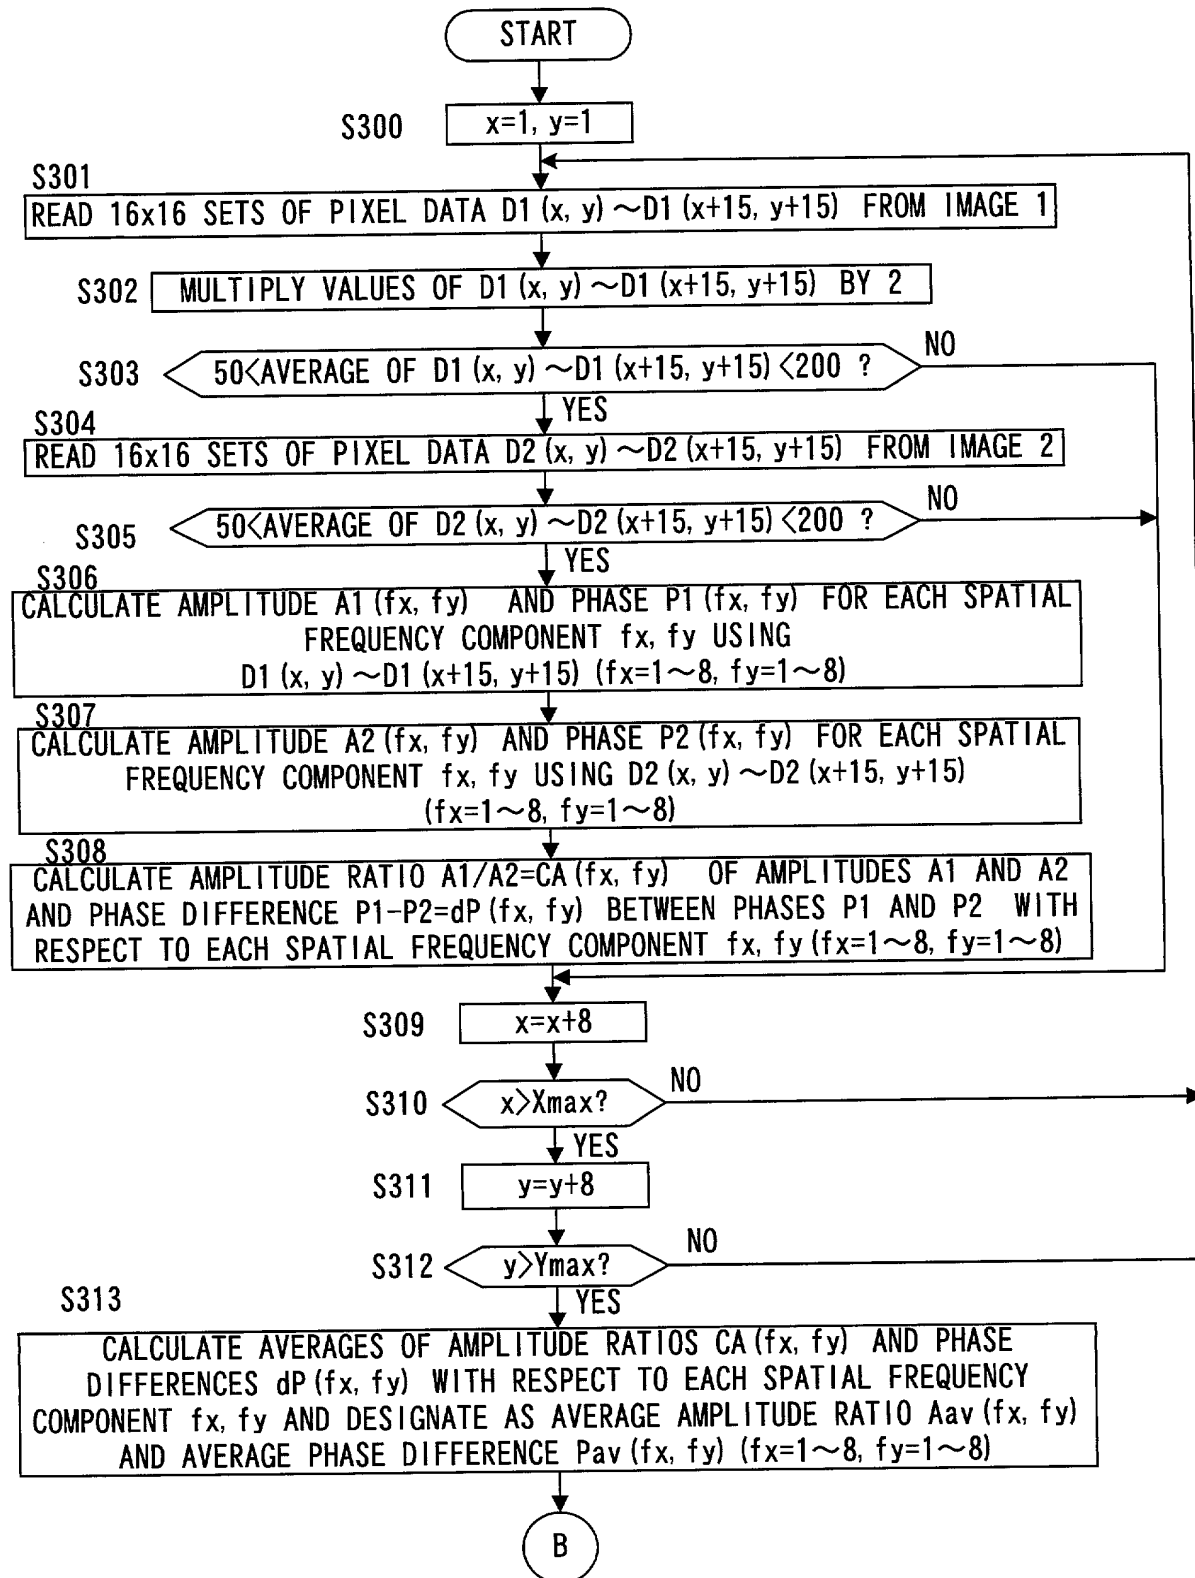 START
S300
x=1, y=1
S301
READ 16x16 SETS OF PIXEL DATA D1(x, y)~D1(x+15, y+15) FROM IMAGE 1
S302
MULTIPLY VALUES OF D1(x, y)~D1(x+15, y+15) BY 2
S303
50<AVERAGE OF D1(x, y)~D1(x+15, y+15)<200 ?
NO
YES
S304
READ 16x16 SETS OF PIXEL DATA D2(x, y)~D2(x+15, y+15) FROM IMAGE 2
S305
50<AVERAGE OF D2(x, y)~D2(x+15, y+15)<200 ?
NO
YES
S306
CALCULATE AMPLITUDE A1(fx, fy) AND PHASE P1(fx, fy) FOR EACH SPATIAL
FREQUENCY COMPONENT fx, fy USING
D1(x, y)~D1(x+15, y+15) (fx=1~8, fy=1~8)
S307
CALCULATE AMPLITUDE A2(fx, fy) AND PHASE P2(fx, fy) FOR EACH SPATIAL
FREQUENCY COMPONENT fx, fy USING D2(x, y)~D2(x+15, y+15)
(fx=1~8, fy=1~8)
S308
CALCULATE AMPLITUDE RATIO A1/A2=CA(fx, fy) OF AMPLITUDES A1 AND A2
AND PHASE DIFFERENCE P1-P2=dP(fx, fy) BETWEEN PHASES P1 AND P2 WITH
RESPECT TO EACH SPATIAL FREQUENCY COMPONENT fx, fy(fx=1~8, fy=1~8)
S309
x=x+8
S310
x>Xmax?
NO
YES
S311
y=y+8
S312
y>Ymax?
NO
YES
S313
CALCULATE AVERAGES OF AMPLITUDE RATIOS CA(fx, fy) AND PHASE
DIFFERENCES dP(fx, fy) WITH RESPECT TO EACH SPATIAL FREQUENCY
COMPONENT fx, fy AND DESIGNATE AS AVERAGE AMPLITUDE RATIO Aav(fx, fy)
AND AVERAGE PHASE DIFFERENCE Pav(fx, fy) (fx=1~8, fy=1~8)
B